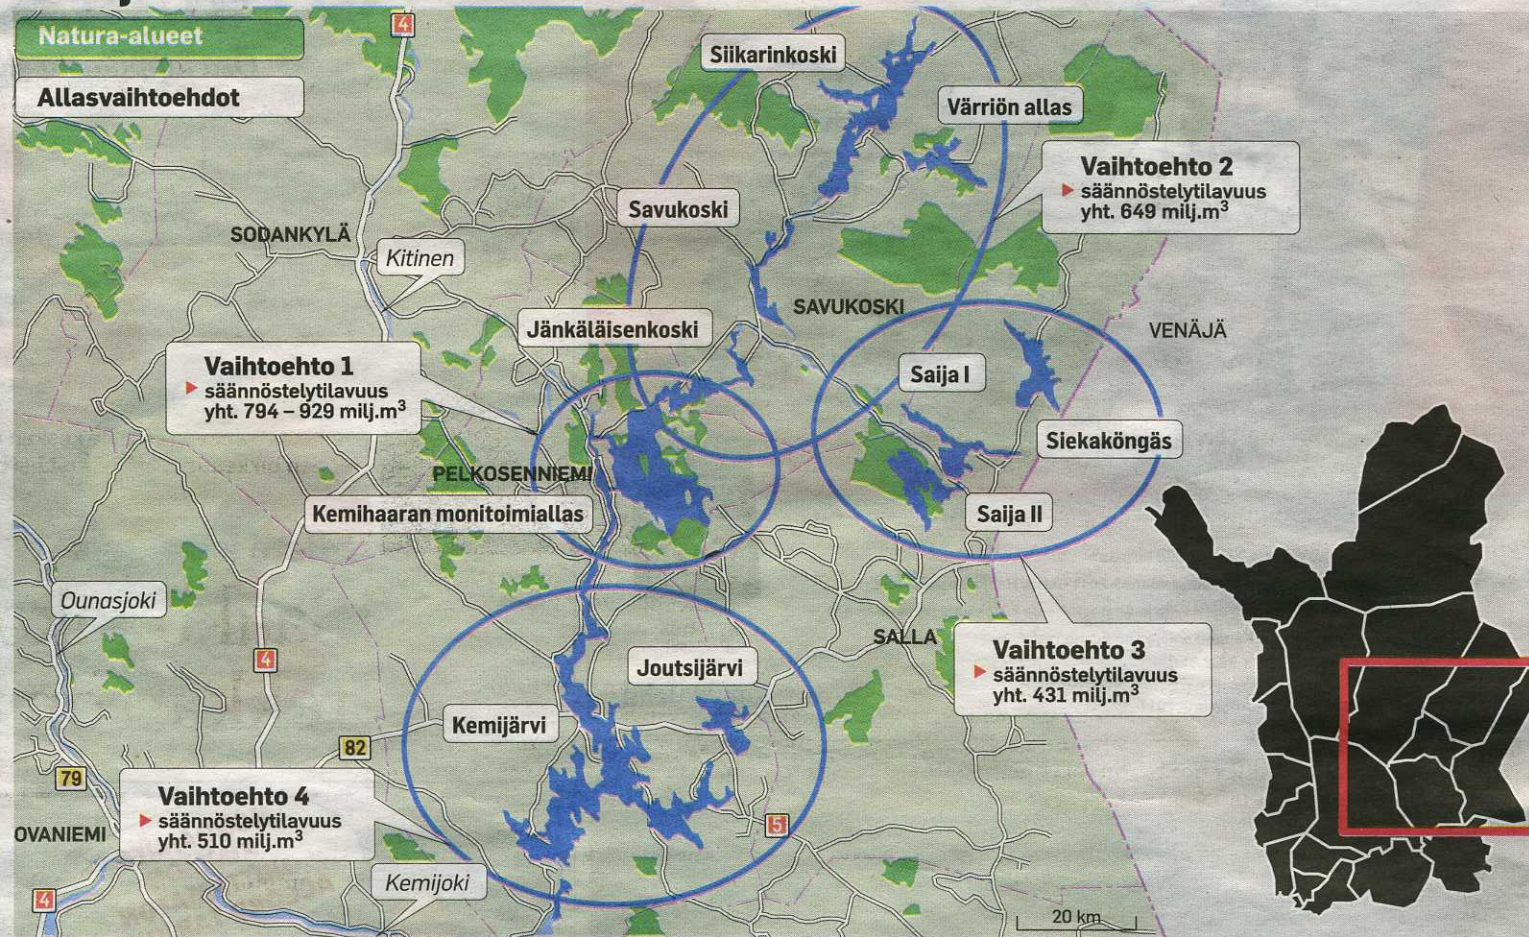 Natura-alueet
Allasvaihtoehdot
4
Siikarinkoski
Värriön allas
Vaihtoehto 2
säännöstelytilavuus
yht. 649 milj.m³
Savukoski
SODANKYLÄ
Kitinen
SAVUKOSKI
VENÄJÄ
Jänkäläisenkoski
Vaihtoehto 1
säännöstelytilavuus
yht. 794 – 929 milj.m³
Saija I
Siekaköngäs
PELKOSENNIEMI
Kemihaaran monitoimiallas
Saija II
Ounasjoki
4
SALLA
Vaihtoehto 3
säännöstelytilavuus
yht. 431 milj.m³
Joutsijärvi
Kemijärvi
82
79
Vaihtoehto 4
säännöstelytilavuus
yht. 510 milj.m³
5
OVANIEMI
Kemijoki
4
20 km